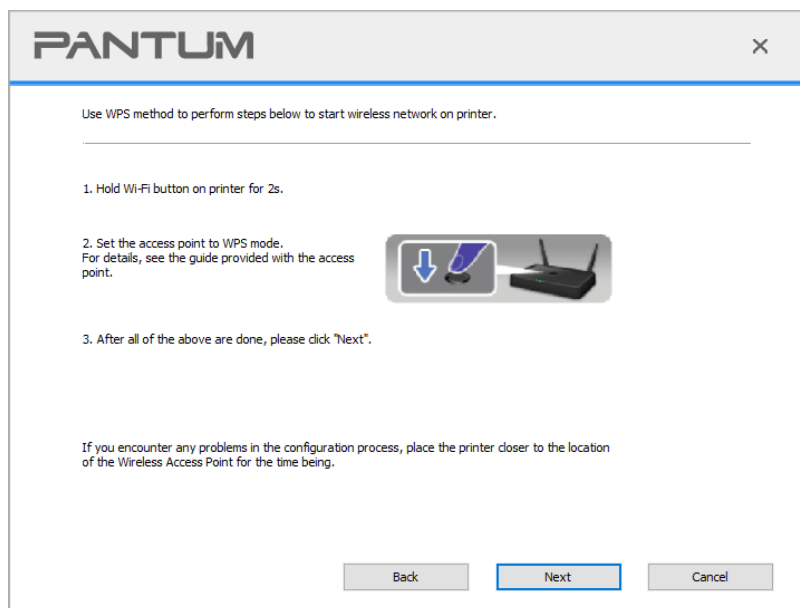 PANTUM
Use WPS method to perform steps below to start wireless network on printer.
1. Hold Wi-Fi button on printer for 2s.
2. Set the access point to WPS mode.
For details, see the guide provided with the access
point.
3. After all of the above are done, please click "Next".
If you encounter any problems in the configuration process, place the printer closer to the location
of the Wireless Access Point for the time being.
Back Next Cancel